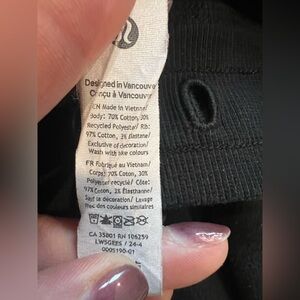 Designed in Vancouver
Conçu à Vancouver
EN Made in Vietnam/
Body: 70% Cotton, 30%
Recycled Polyester/ Rib:
97% Cotton, 3% Elastane/
Exclusive of decoration/
Wash with like colours
FR Fabriqué au Vietnam/
Corps: 70% Coton, 30%
Polyester recyclé/ Côte:
97% Coton, 3% Élasthanne/
Sauf la décoration/ Lavage
avec des couleurs similaires
CA 35801 RN 106259
LW5GEES / 24-4
0005190-01